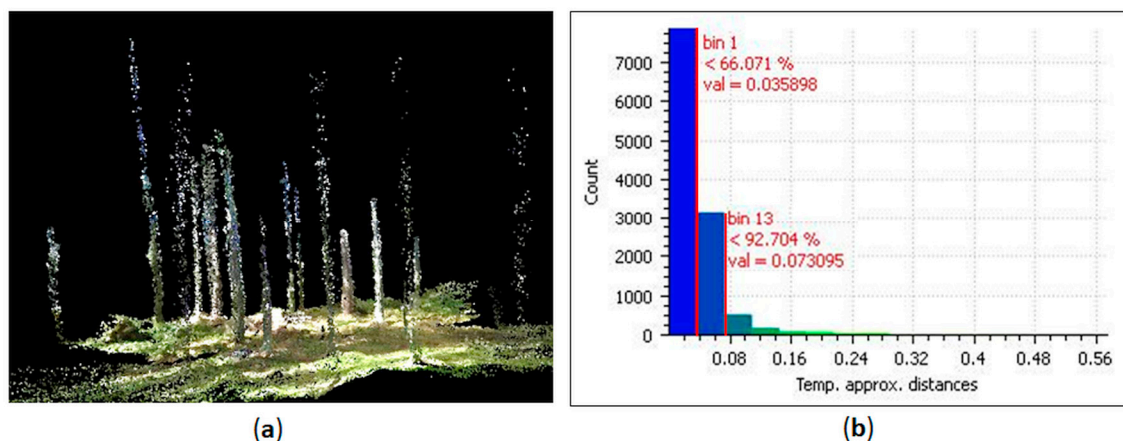 bin 1
< 66.071 %
val = 0.035898
bin 13
< 92.704 %
val = 0.073095
Count
7000
6000
5000
4000
3000
2000
1000
0
0.08 0.16 0.24 0.32 0.4 0.48 0.56
Temp. approx. distances
(a) (b)